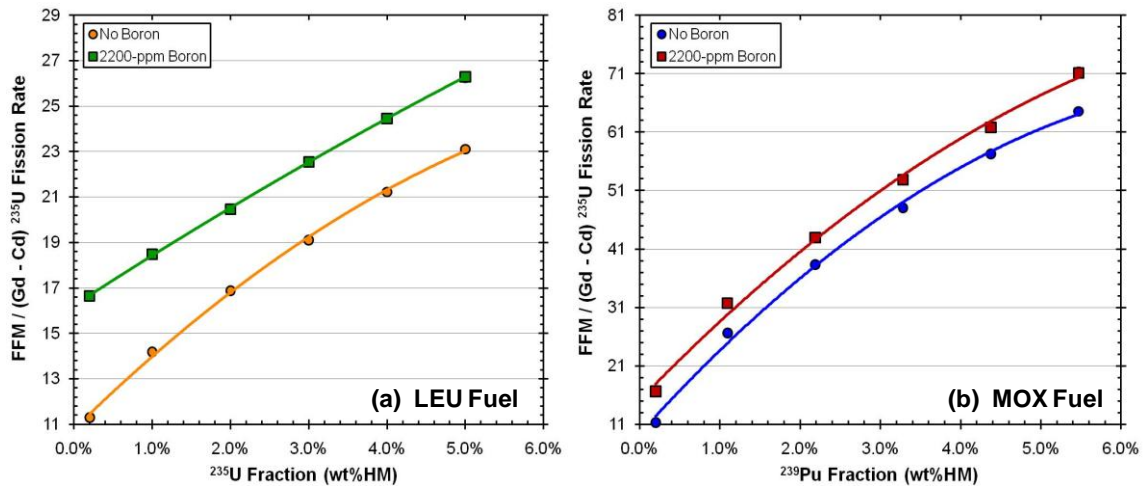 FFM / (Gd - Cd) ²³⁵U Fission Rate
29
27
25
23
21
19
17
15
13
11
No Boron
2200-ppm Boron
(a) LEU Fuel
0.0% 1.0% 2.0% 3.0% 4.0% 5.0% 6.0%
²³⁵U Fraction (wt%HM)
FFM / (Gd - Cd) ²³⁵U Fission Rate
81
71
61
51
41
31
21
11
No Boron
2200-ppm Boron
(b) MOX Fuel
0.0% 1.0% 2.0% 3.0% 4.0% 5.0% 6.0%
²³⁹Pu Fraction (wt%HM)